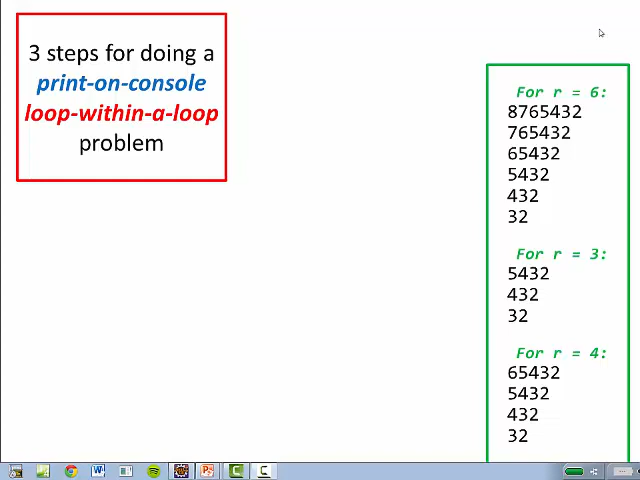 3 steps for doing a
print-on-console
loop-within-a-loop
problem
For r = 6:
8765432
765432
65432
5432
432
32
For r = 3:
5432
432
32
For r = 4:
65432
5432
432
32